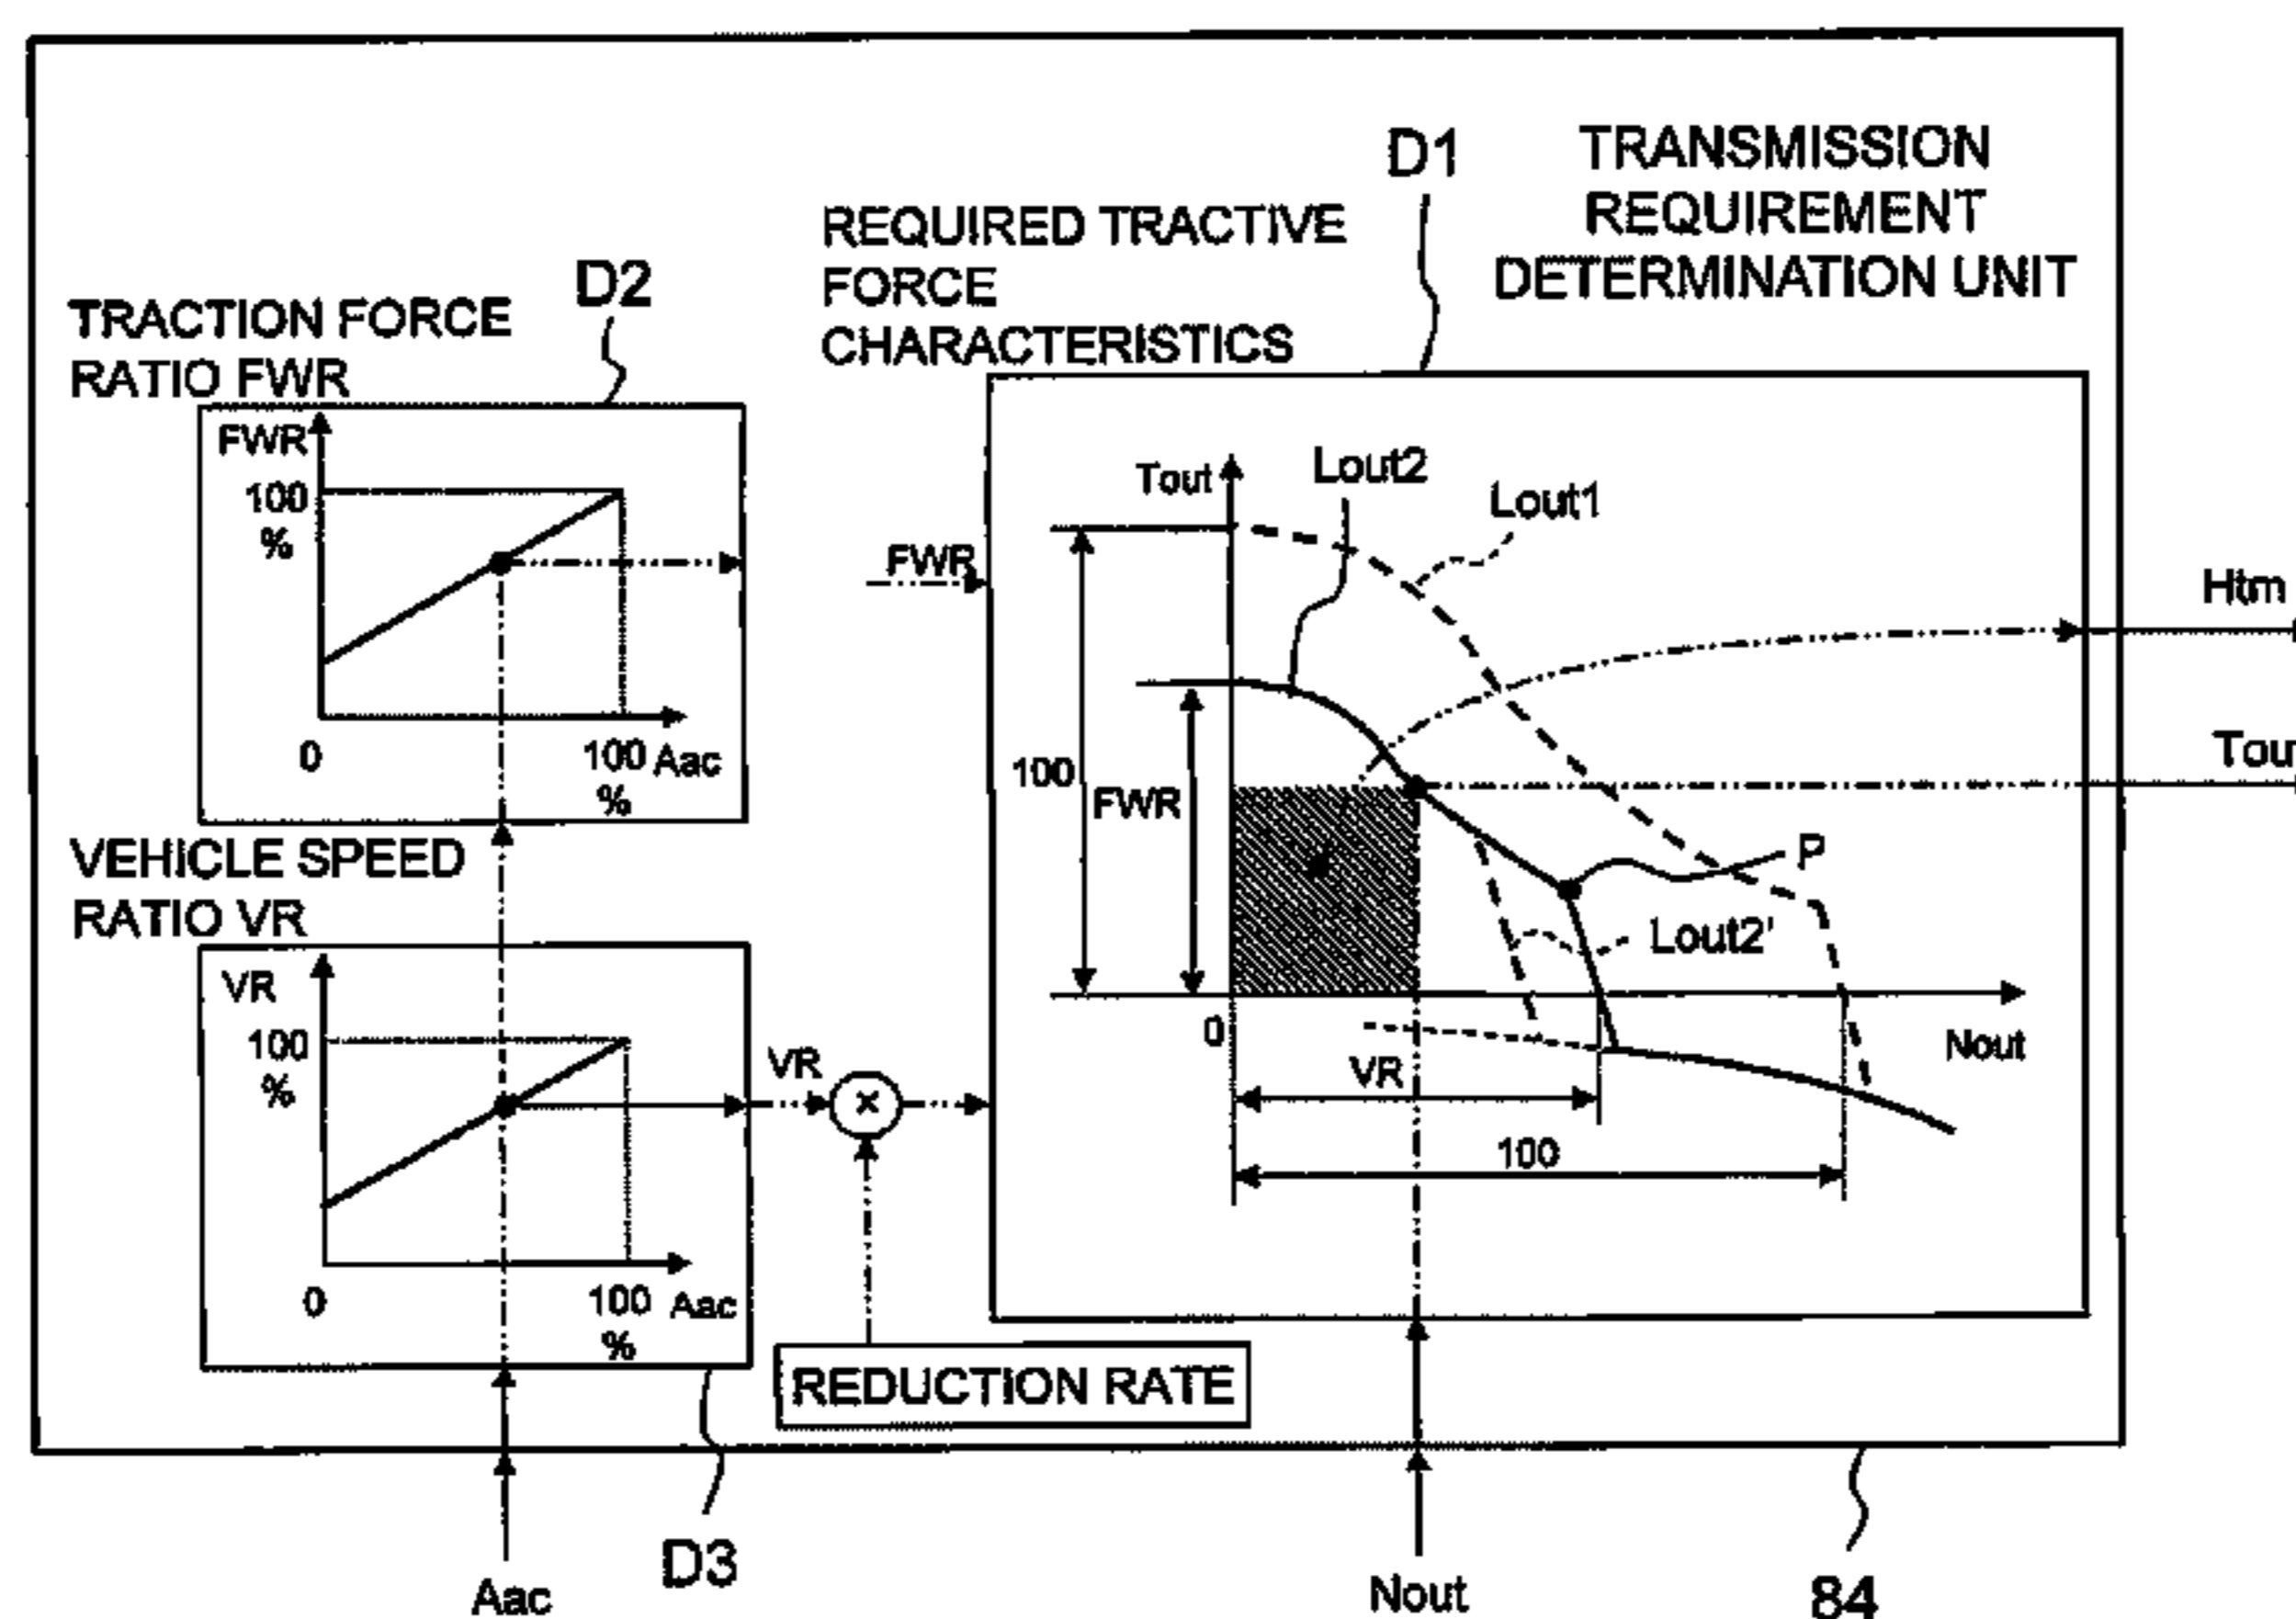 TRANSMISSION
REQUIREMENT
DETERMINATION UNIT
D1
REQUIRED TRACTIVE
FORCE
CHARACTERISTICS
D2
TRACTION FORCE
RATIO FWR
FWR
100
%
0
100
%
Aac
VEHICLE SPEED
RATIO VR
VR
100
%
0
100
%
Aac
D3
Aac
FWR
VR
×
REDUCTION RATE
Tout
Lout2
Lout1
100
FWR
P
Lout2'
0
Nout
VR
100
Htm
Nout
84